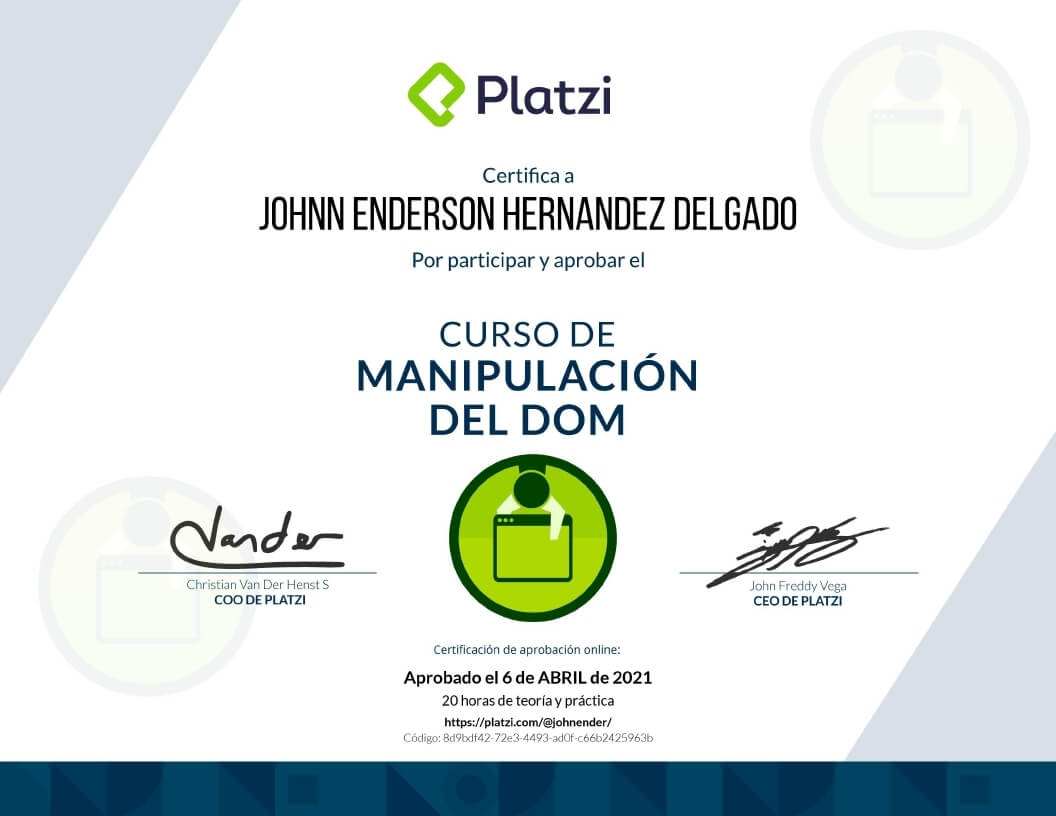 Platzi
Certifica a
JOHNN ENDERSON HERNANDEZ DELGADO
Por participar y aprobar el
CURSO DE
MANIPULACIÓN
DEL DOM
Vander
Christian Van Der Henst S
COO DE PLATZI
John Freddy Vega
CEO DE PLATZI
Certificación de aprobación online:
Aprobado el 6 de ABRIL de 2021
20 horas de teoría y práctica
https://platzi.com/@johnender/
Código: 8d9bdf42-72e3-4493-ad0f-c66b2425963b